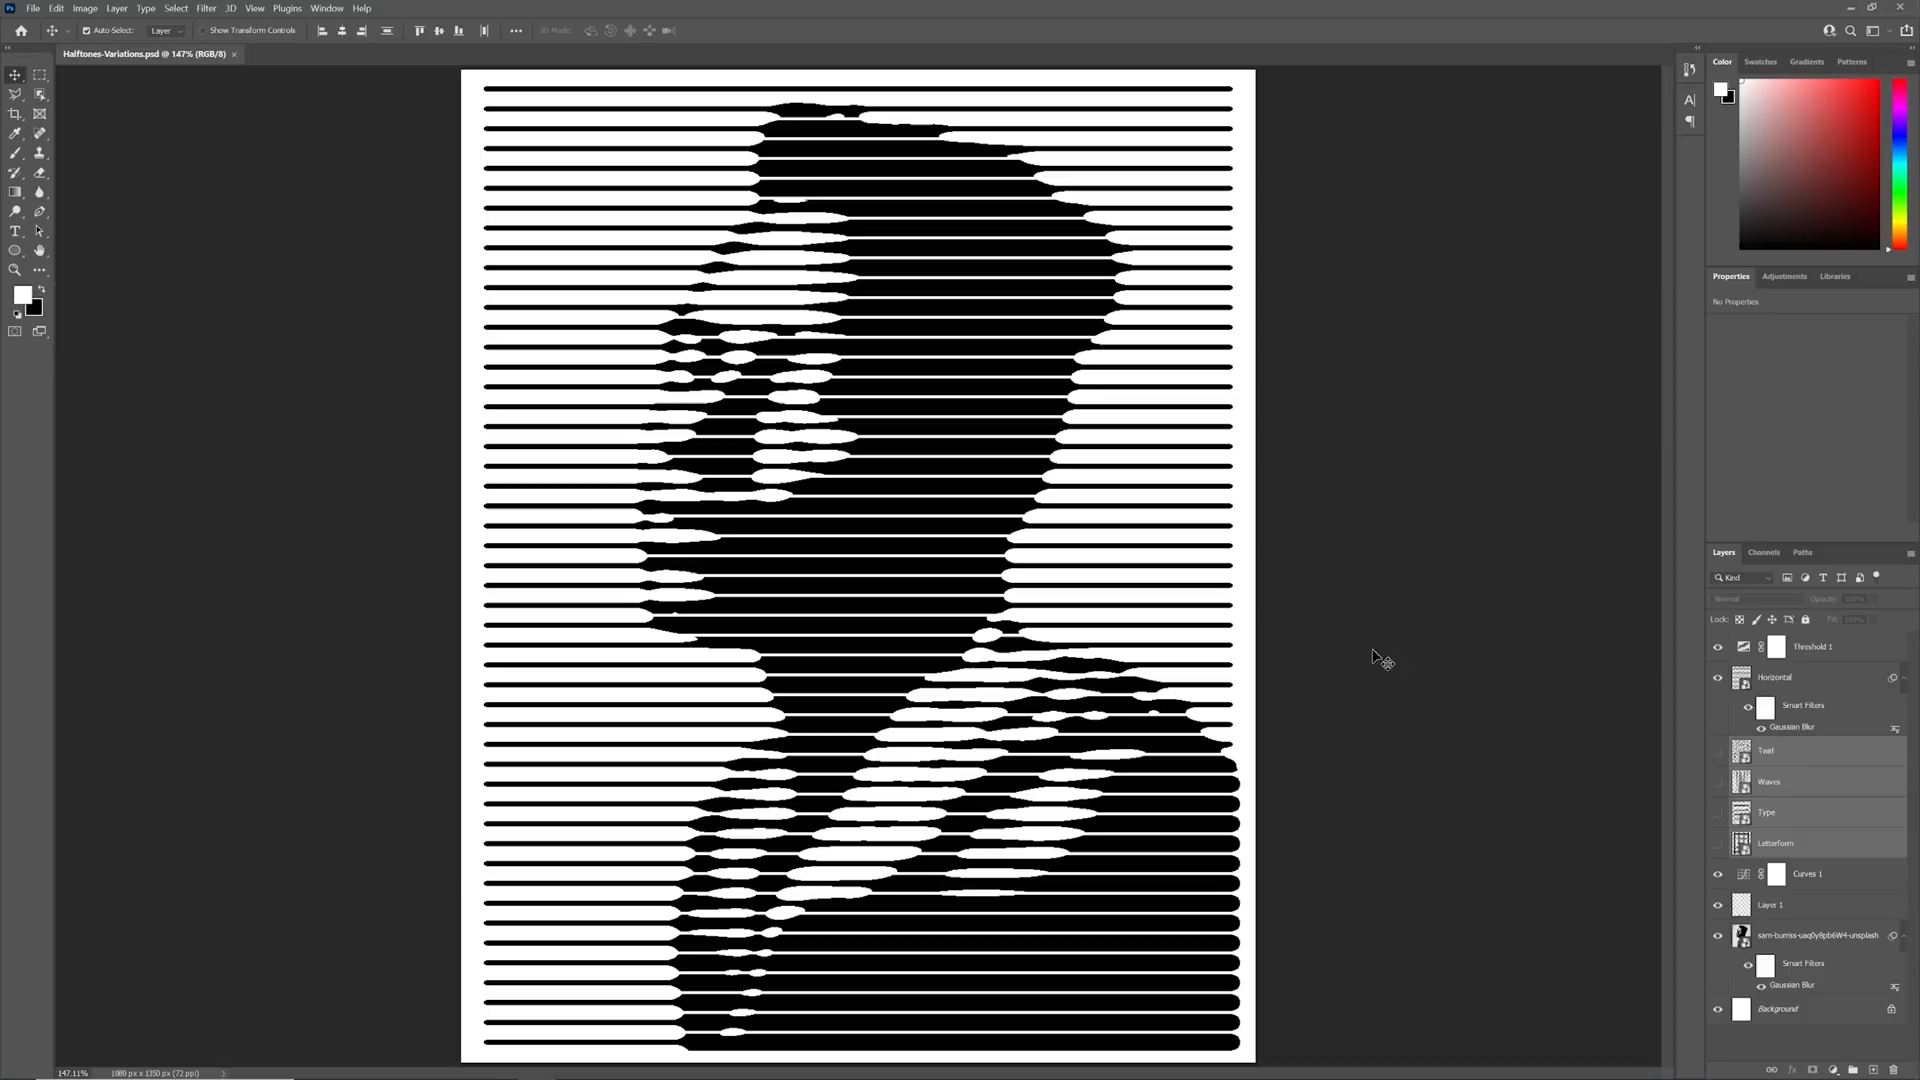 Ps File Edit Image Layer Type Select Filter 3D View Plugins Window Help
Auto-Select: Layer Show Transform Controls 3D Mode:
Halftones-Variations.psd @ 147% (RGB/8) ×
Color Swatches Gradients Patterns
Properties Adjustments Libraries
No Properties
Layers Channels Paths
Kind
Normal Opacity: 100%
Lock: Fill: 100%
Threshold 1
Horizontal
Smart Filters
Gaussian Blur
Twirl
Waves
Type
Letterform
Curves 1
Layer 1
sam-burriss-uaq0y8pb6W4-unsplash
Smart Filters
Gaussian Blur
Background
147.11% 1080 px x 1350 px (72 ppi)